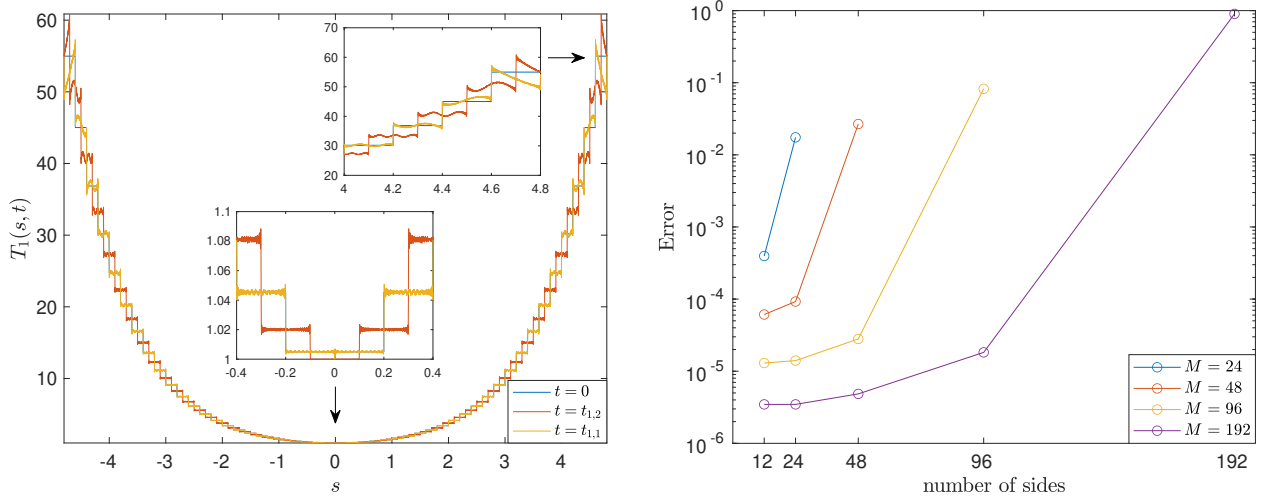 60
50
40
30
20
10
T₁(s, t)
-4 -3 -2 -1 0 1 2 3 4
s
70
60
50
40
30
20
4 4.2 4.4 4.6 4.8
1.1
1.08
1.06
1.04
1.02
1
-0.4 -0.2 0 0.2 0.4
t = 0
t = t₁,₂
t = t₁,₁
10⁰
10⁻¹
10⁻²
10⁻³
10⁻⁴
10⁻⁵
10⁻⁶
Error
12 24 48 96 192
number of sides
M = 24
M = 48
M = 96
M = 192